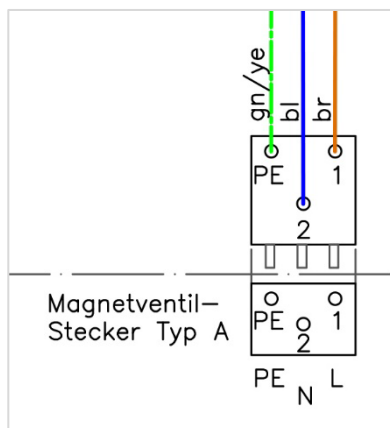 gn/ye
bl
br
PE
1
2
Magnetventil-
Stecker Typ A
PE
1
2
PE
N
L